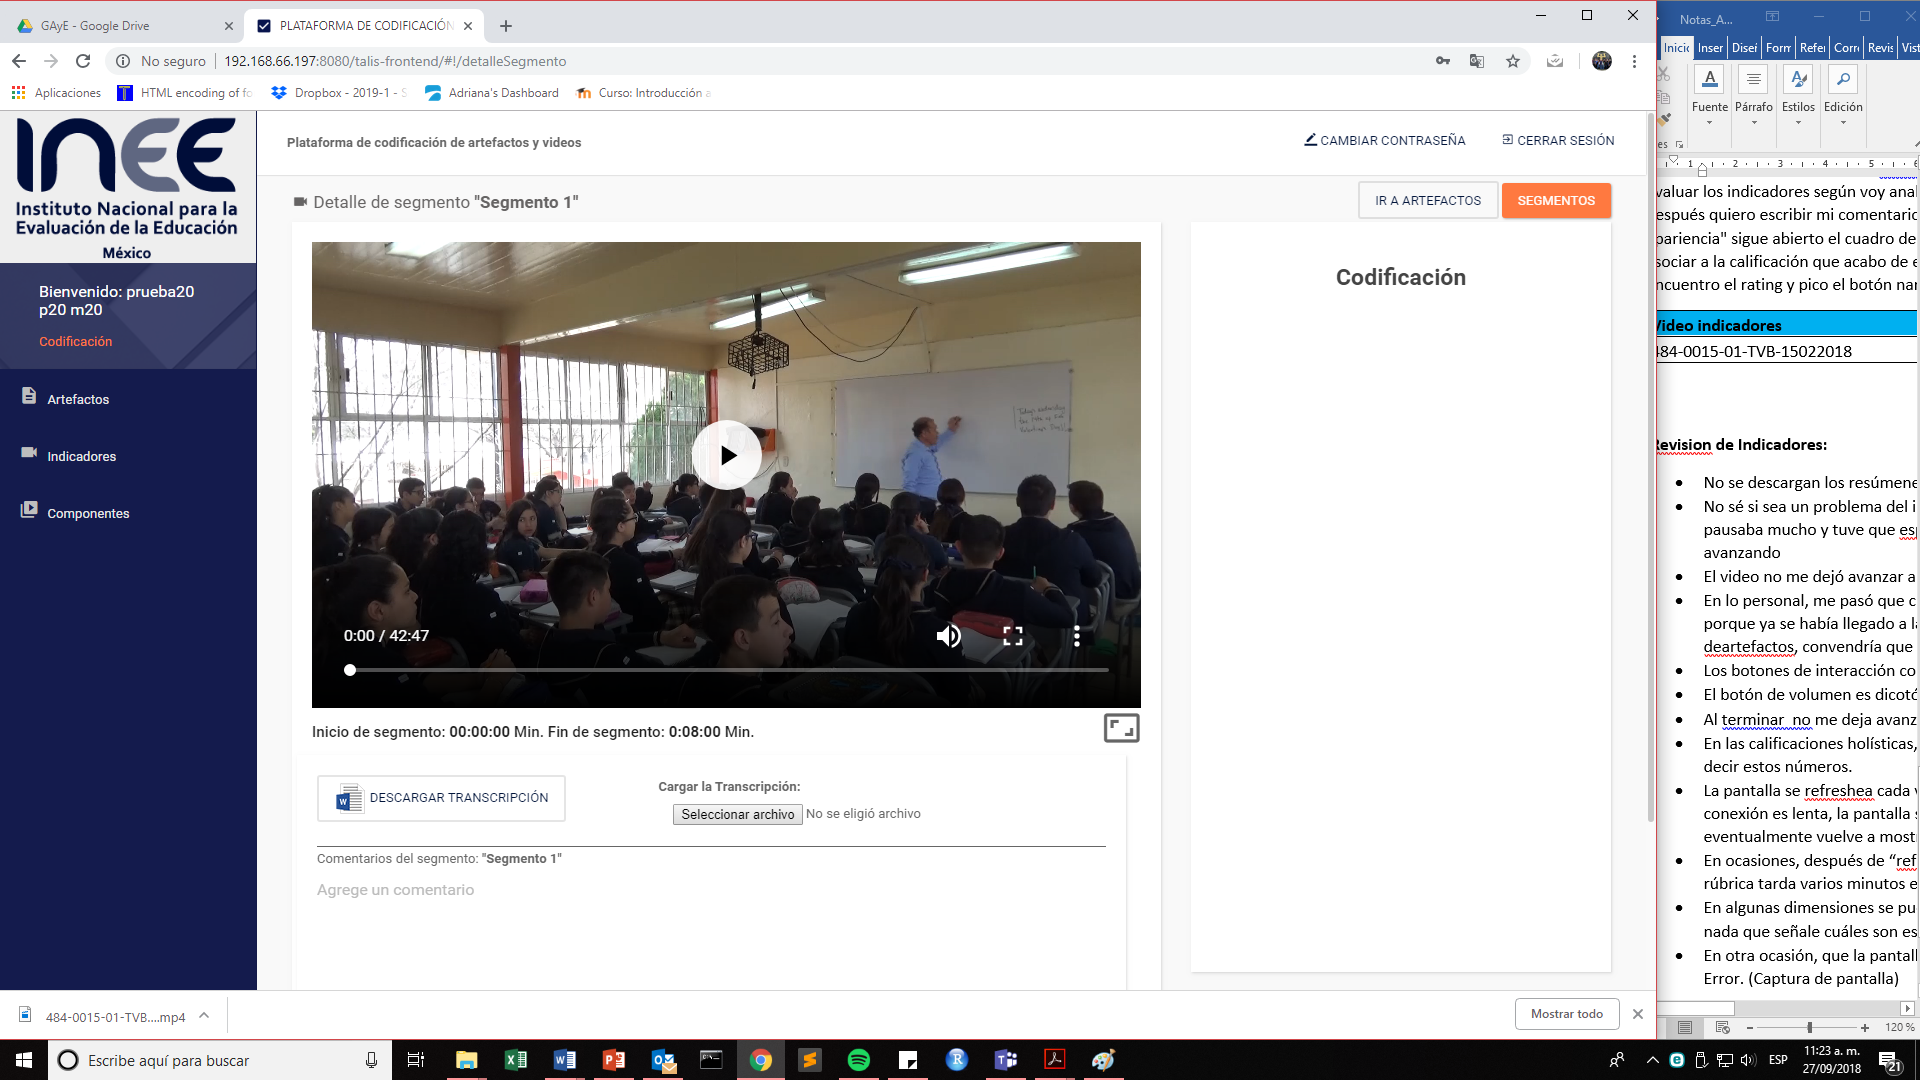 GAyE - Google Drive
PLATAFORMA DE CODIFICACIÓN
No seguro
192.168.66.197:8080/talis-frontend/#!/detalleSegmento
Aplicaciones
HTML encoding of fo
Dropbox - 2019-1 - S
Adriana's Dashboard
Curso: Introducción a
INEE
Instituto Nacional para la
Evaluación de la Educación
México
Bienvenido: prueba20
p20 m20
Codificación
Artefactos
Indicadores
Componentes
Plataforma de codificación de artefactos y videos
CAMBIAR CONTRASEÑA
CERRAR SESIÓN
Detalle de segmento "Segmento 1"
IR A ARTEFACTOS
SEGMENTOS
0:00 / 42:47
Inicio de segmento: 00:00:00 Min. Fin de segmento: 0:08:00 Min.
DESCARGAR TRANSCRIPCIÓN
Cargar la Transcripción:
Seleccionar archivo No se eligió archivo
Comentarios del segmento: "Segmento 1"
Agregue un comentario
Codificación
484-0015-01-TVB....mp4
Mostrar todo
Notas_A...
Inicio Inser Diseñ Form Refer Corre Revis Vist
Fuente Párrafo Estilos Edición
es
1 2 3 4 5 6
valuar los indicadores según voy anal
después quiero escribir mi comentario
pariencia" sigue abierto el cuadro de
sociar a la calificación que acabo de e
ncuentro el rating y pico el botón nar
Video indicadores
484-0015-01-TVB-15022018
Revision de Indicadores:
• No se descargan los resúmene
• No sé si sea un problema del i
pausaba mucho y tuve que esp
avanzando
• El video no me dejó avanzar a
• En lo personal, me pasó que c
porque ya se había llegado a la
deartefactos, convendría que
• Los botones de interacción co
• El botón de volumen es dicotó
• Al terminar no me deja avanz
• En las calificaciones holísticas,
decir estos números.
• La pantalla se refreshea cada v
conexión es lenta, la pantalla s
eventualmente vuelve a mostr
• En ocasiones, después de “ref
rúbrica tarda varios minutos e
• En algunas dimensiones se pu
nada que señale cuáles son es
• En otra ocasión, que la pantall
Error. (Captura de pantalla)
120 %
Escribe aquí para buscar
ESP
11:23 a. m.
27/09/2018
21